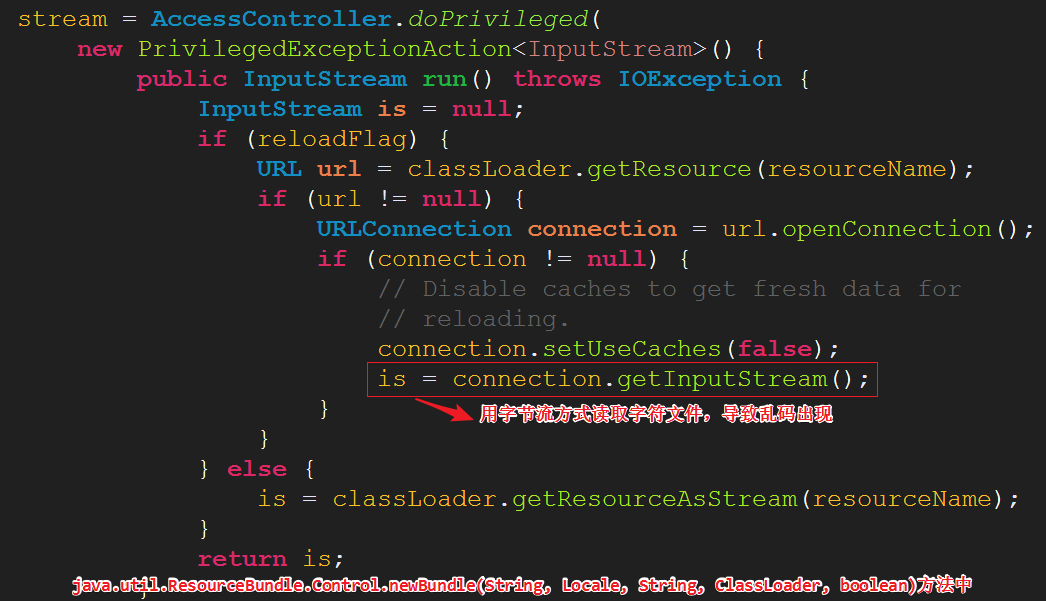 stream = AccessController.doPrivileged(
new PrivilegedExceptionAction<InputStream>() {
public InputStream run() throws IOException {
InputStream is = null;
if (reloadFlag) {
URL url = classLoader.getResource(resourceName);
if (url != null) {
URLConnection connection = url.openConnection();
if (connection != null) {
// Disable caches to get fresh data for
// reloading.
connection.setUseCaches(false);
is = connection.getInputStream();
}
用字节流方式读取字符文件，导致乱码出现
}
} else {
is = classLoader.getResourceAsStream(resourceName);
}
return is;
java.util.ResourceBundle.Control.newBundle(String, Locale, String, ClassLoader, boolean)方法中